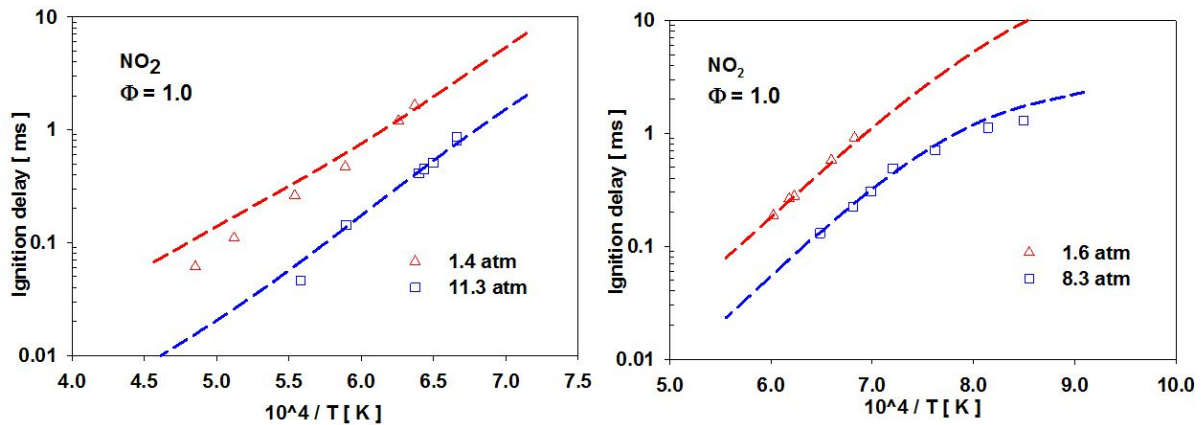 10
1
0.1
0.01
Ignition delay [ ms ]
NO2
Φ = 1.0
1.4 atm
11.3 atm
4.0 4.5 5.0 5.5 6.0 6.5 7.0 7.5
10^4 / T [ K ]
10
1
0.1
0.01
Ignition delay [ ms ]
NO₂
Φ = 1.0
1.6 atm
8.3 atm
5.0 6.0 7.0 8.0 9.0 10.0
10^4 / T [ K ]